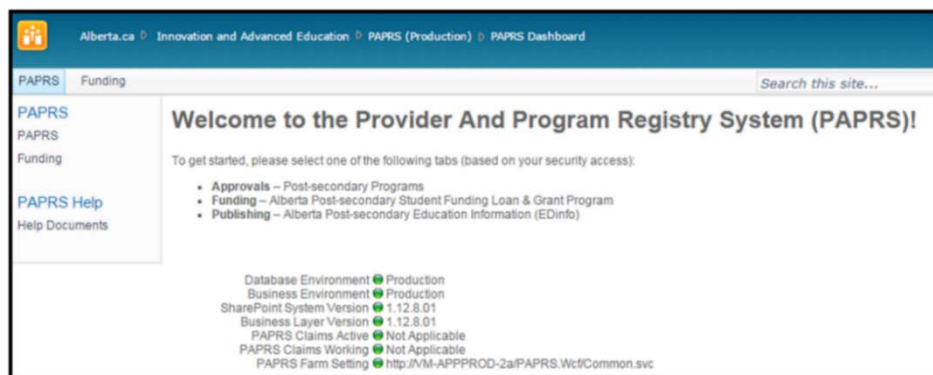 Alberta.ca Innovation and Advanced Education PAPRS (Production) PAPRS Dashboard
PAPRS Funding
Search this site...
PAPRS
PAPRS
Funding
PAPRS Help
Help Documents
Welcome to the Provider And Program Registry System (PAPRS)!
To get started, please select one of the following tabs (based on your security access):
• Approvals – Post-secondary Programs
• Funding – Alberta Post-secondary Student Funding Loan & Grant Program
• Publishing – Alberta Post-secondary Education Information (EDinfo)
Database Environment Production
Business Environment Production
SharePoint System Version 1.12.8.01
Business Layer Version 1.12.8.01
PAPRS Claims Active Not Applicable
PAPRS Claims Working Not Applicable
PAPRS Farm Setting http://VM-APPPROD-2a/PAPRS.Wcf/Common.svc